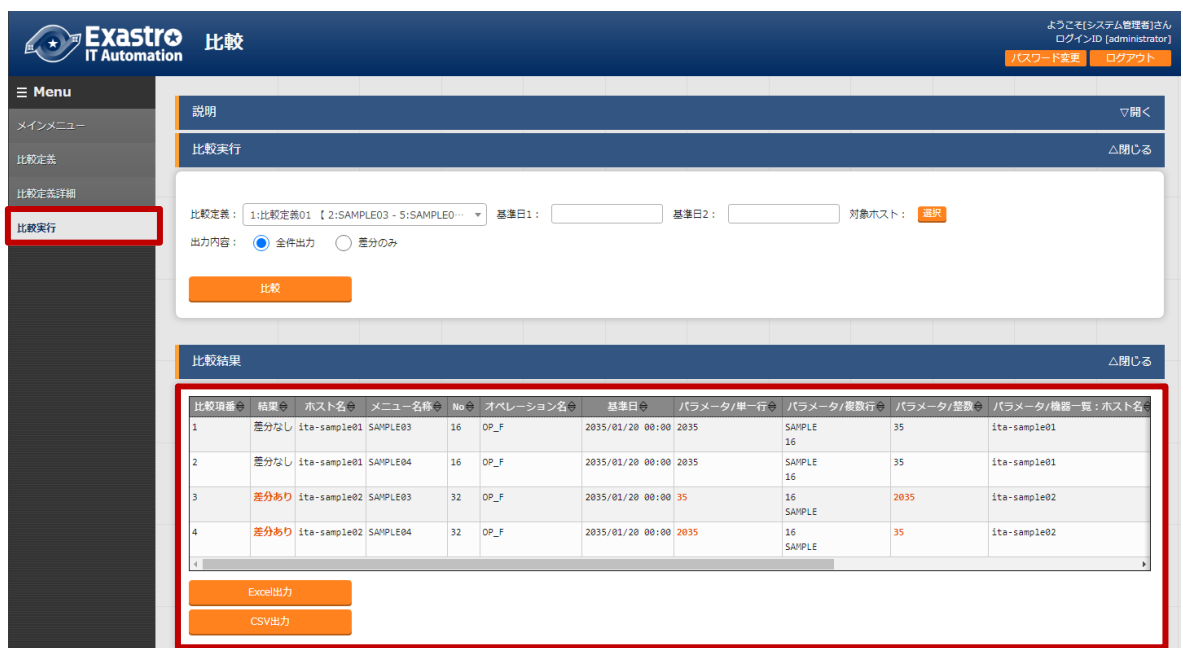 ようこそ[システム管理者]さん
ログインID [administrator]
Exastro
IT Automation
比較
パスワード変更 ログアウト
☰ Menu
メインメニュー
比較定義
比較定義詳細
比較実行
説明 ▽開く
比較実行 △閉じる
比較定義： 1:比較定義01 【 2:SAMPLE03 - 5:SAMPLE0… 基準日1： 基準日2： 対象ホスト： 選択
出力内容： 全件出力 差分のみ
比較
比較結果 △閉じる
比較項番 結果 ホスト名 メニュー名称 No オペレーション名 基準日 パラメータ/単一行 パラメータ/複数行 パラメータ/整数 パラメータ/機器一覧：ホスト名
1 差分なし ita-sample01 SAMPLE03 16 OP_F 2035/01/20 00:00 2035 SAMPLE 35 ita-sample01
16
2 差分なし ita-sample01 SAMPLE04 16 OP_F 2035/01/20 00:00 2035 SAMPLE 35 ita-sample01
16
3 差分あり ita-sample02 SAMPLE03 32 OP_F 2035/01/20 00:00 35 16 2035 ita-sample02
SAMPLE
4 差分あり ita-sample02 SAMPLE04 32 OP_F 2035/01/20 00:00 2035 16 35 ita-sample02
SAMPLE
Excel出力
CSV出力